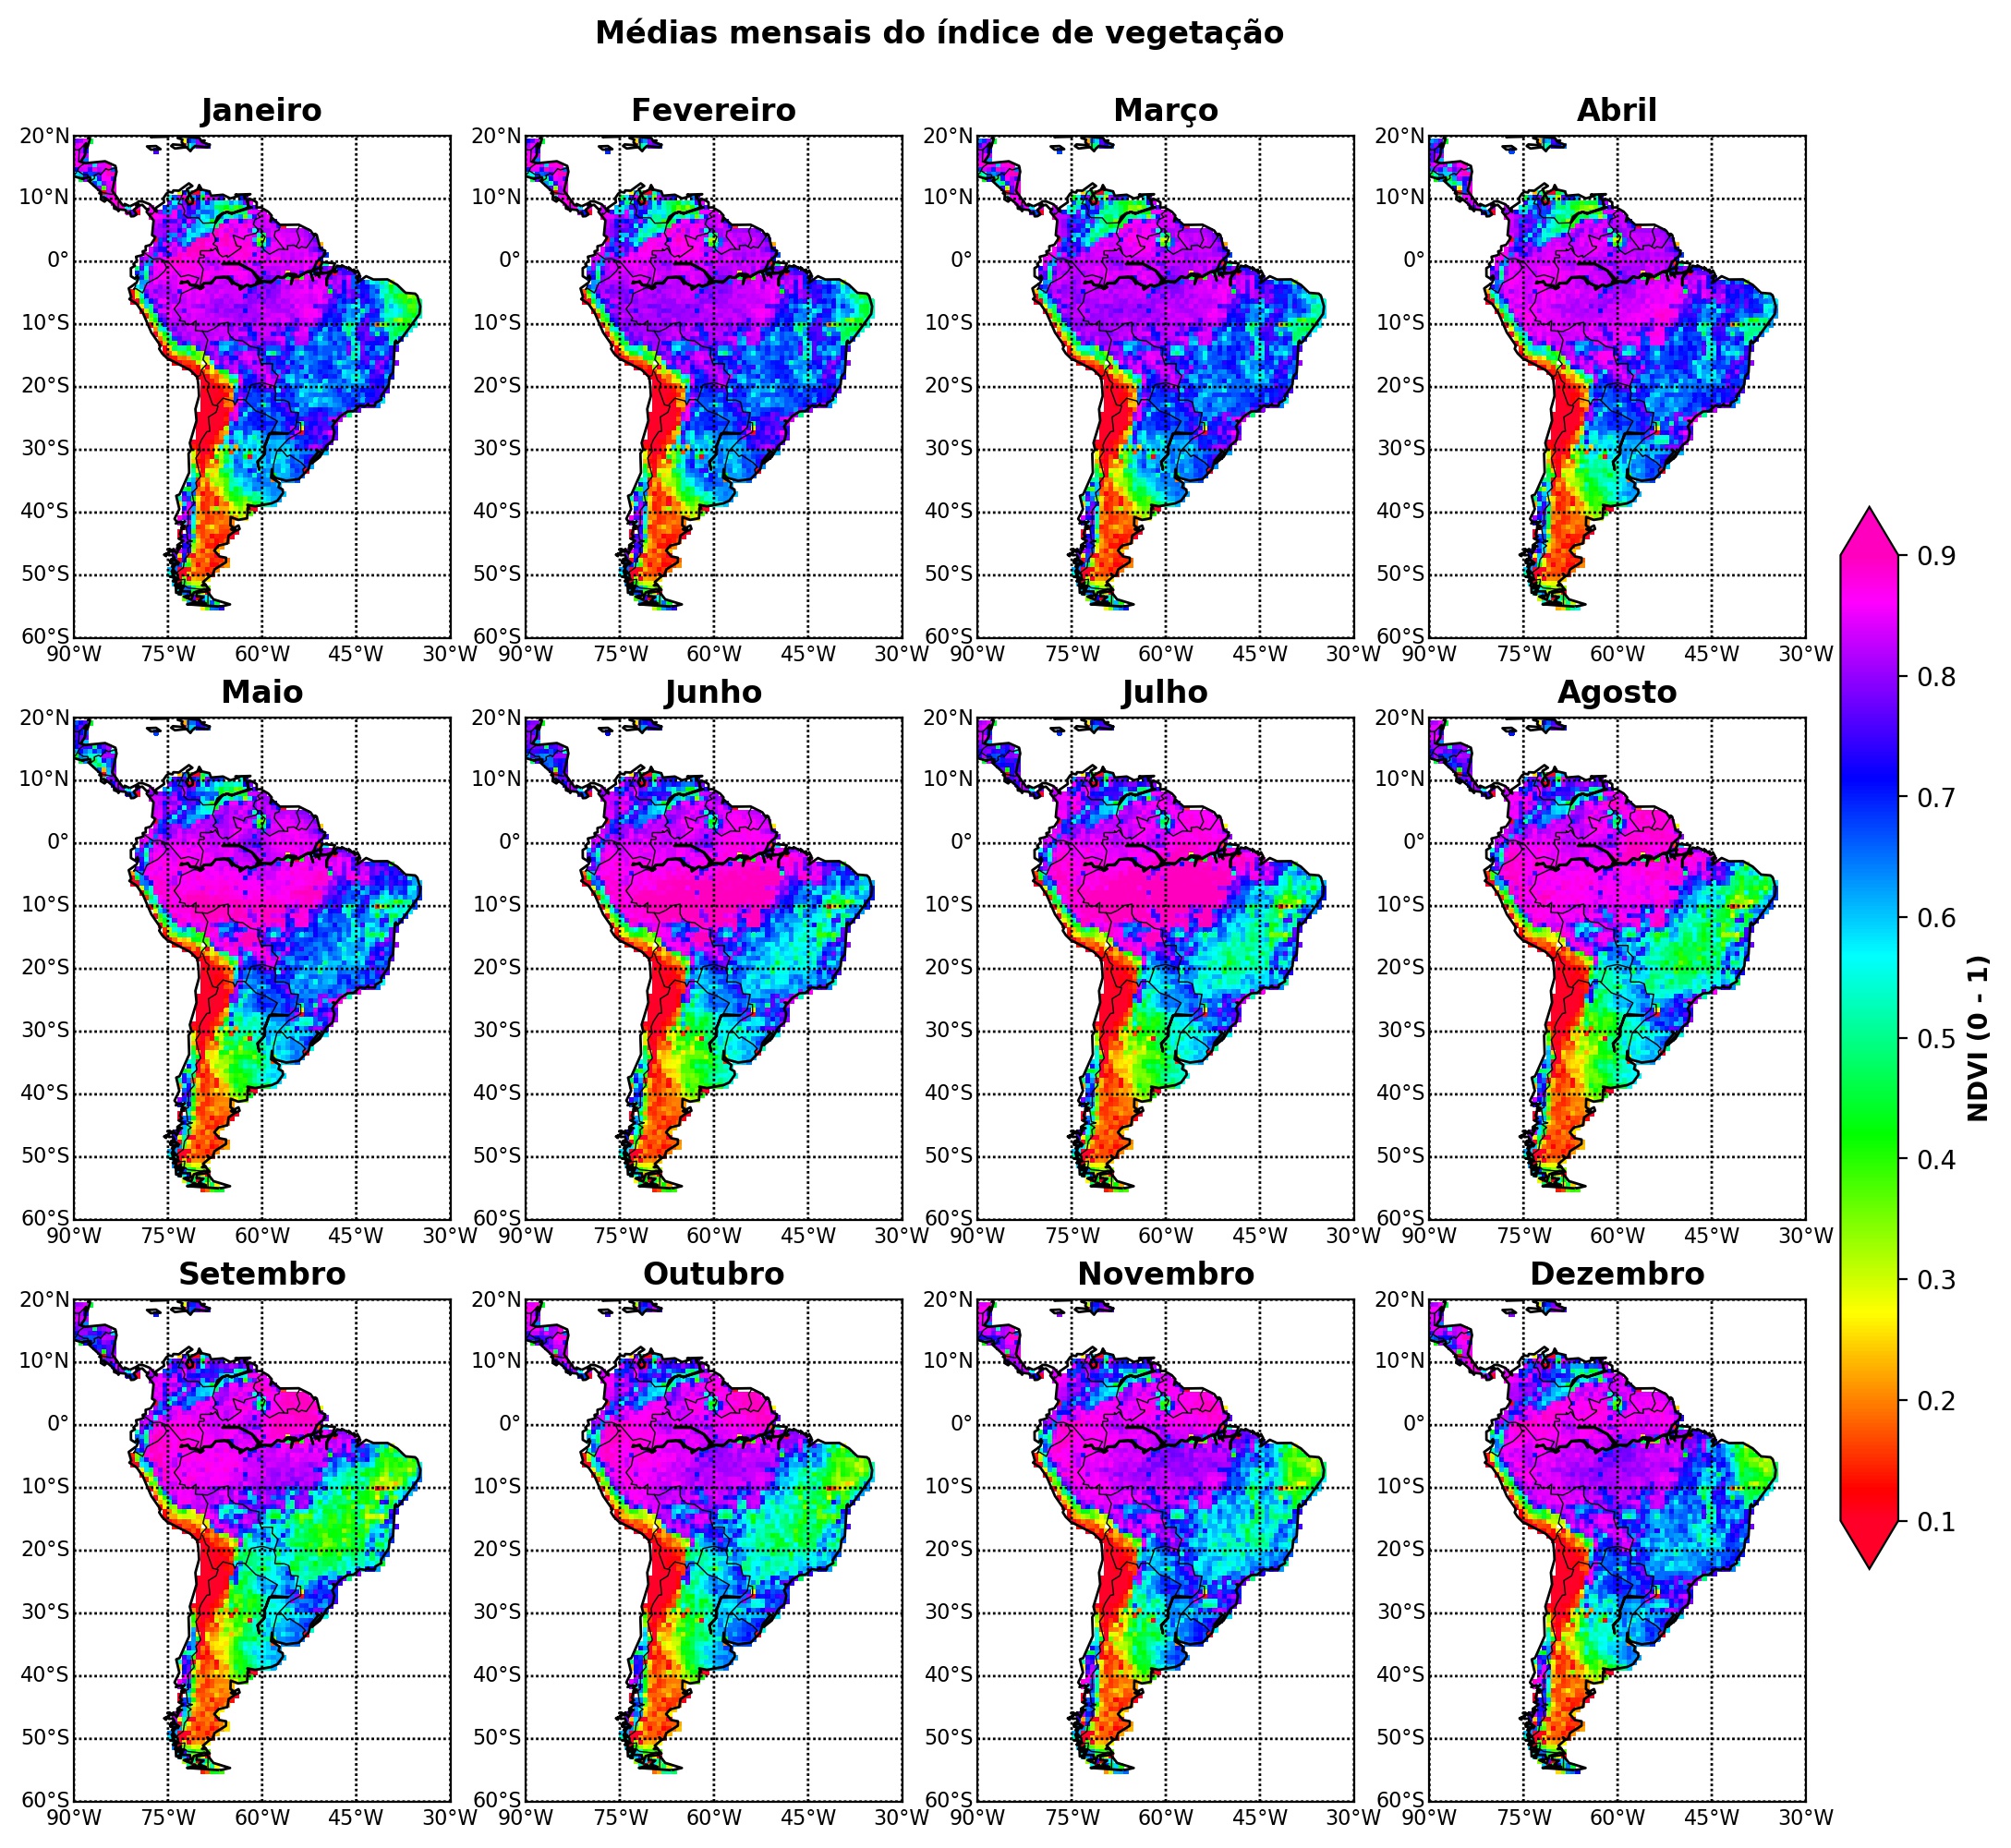 Médias mensais do índice de vegetação
Janeiro Fevereiro Março Abril
20°N 20°N 20°N 20°N
10°N 10°N 10°N 10°N
0° 0° 0° 0°
10°S 10°S 10°S 10°S
20°S 20°S 20°S 20°S
30°S 30°S 30°S 30°S
40°S 40°S 40°S 40°S
50°S 50°S 50°S 50°S
60°S 60°S 60°S 60°S
90°W 75°W 60°W 45°W 30°W 90°W 75°W 60°W 45°W 30°W 90°W 75°W 60°W 45°W 30°W 90°W 75°W 60°W 45°W 30°W
Maio Junho Julho Agosto
20°N 20°N 20°N 20°N
10°N 10°N 10°N 10°N
0° 0° 0° 0°
10°S 10°S 10°S 10°S
20°S 20°S 20°S 20°S
30°S 30°S 30°S 30°S
40°S 40°S 40°S 40°S
50°S 50°S 50°S 50°S
60°S 60°S 60°S 60°S
90°W 75°W 60°W 45°W 30°W 90°W 75°W 60°W 45°W 30°W 90°W 75°W 60°W 45°W 30°W 90°W 75°W 60°W 45°W 30°W
Setembro Outubro Novembro Dezembro
20°N 20°N 20°N 20°N
10°N 10°N 10°N 10°N
0° 0° 0° 0°
10°S 10°S 10°S 10°S
20°S 20°S 20°S 20°S
30°S 30°S 30°S 30°S
40°S 40°S 40°S 40°S
50°S 50°S 50°S 50°S
60°S 60°S 60°S 60°S
90°W 75°W 60°W 45°W 30°W 90°W 75°W 60°W 45°W 30°W 90°W 75°W 60°W 45°W 30°W 90°W 75°W 60°W 45°W 30°W
0.9
0.8
0.7
0.6
0.5
0.4
0.3
0.2
0.1
NDVI (0 - 1)